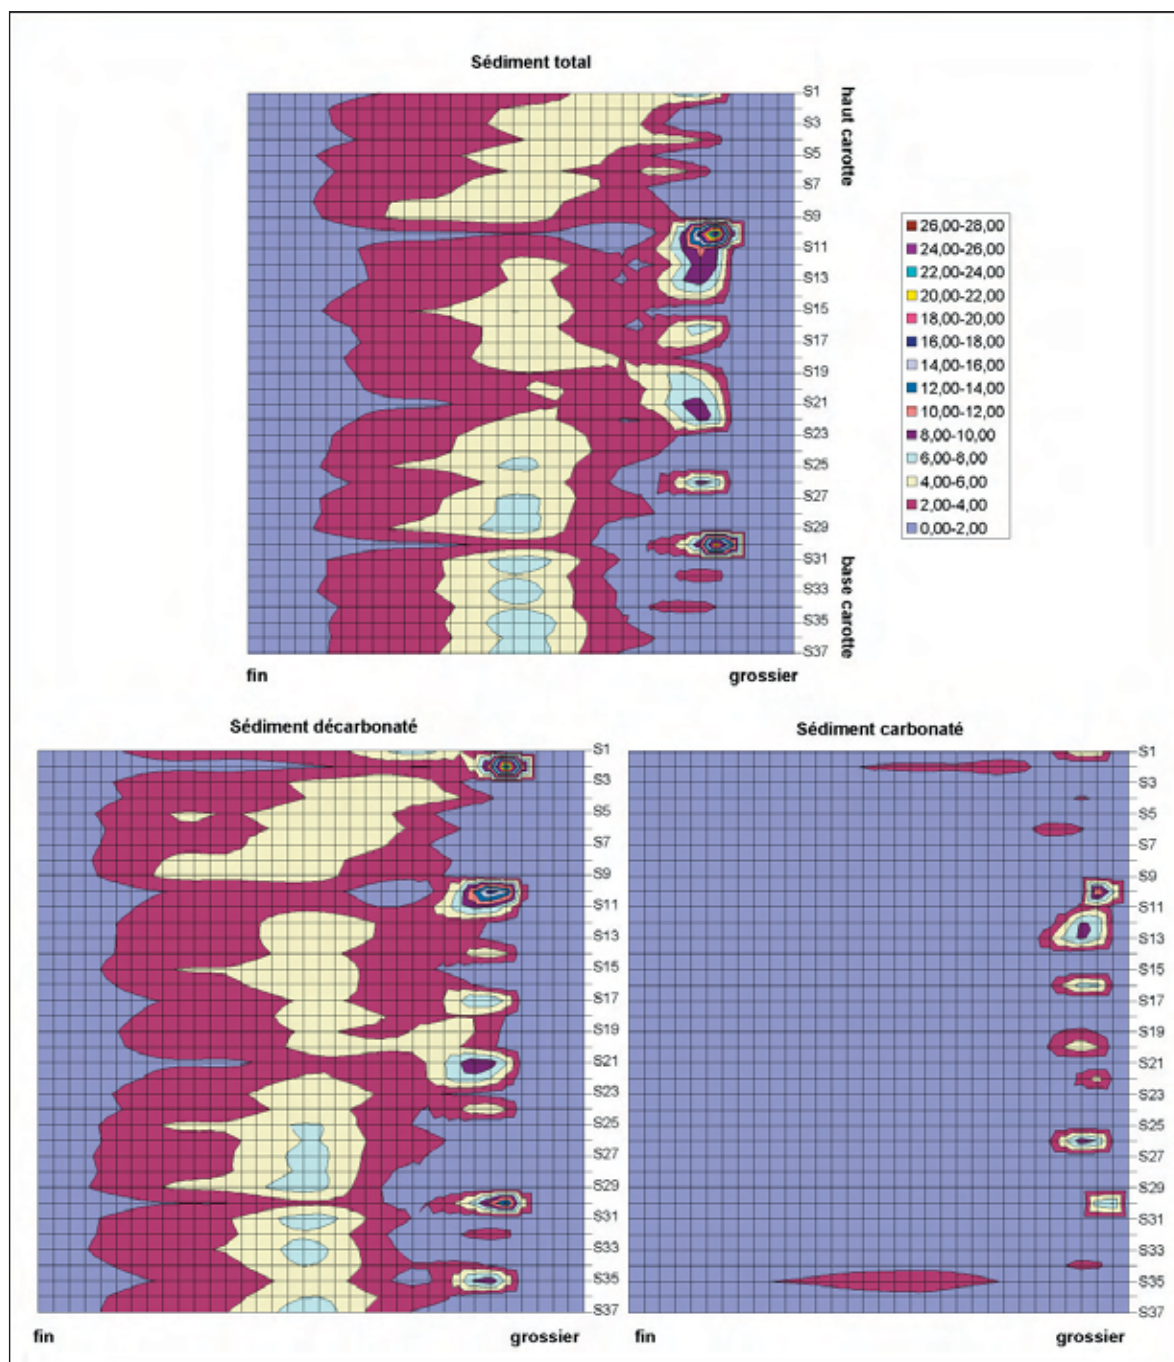 Sédiment total
S1
S3
S5
S7
S9
S11
S13
S15
S17
S19
S21
S23
S25
S27
S29
S31
S33
S35
S37
haut carotte
base carotte
fin grossier
26,00-28,00
24,00-26,00
22,00-24,00
20,00-22,00
18,00-20,00
16,00-18,00
14,00-16,00
12,00-14,00
10,00-12,00
8,00-10,00
6,00-8,00
4,00-6,00
2,00-4,00
0,00-2,00
Sédiment décarbonaté
S1
S3
S5
S7
S9
S11
S13
S15
S17
S19
S21
S23
S25
S27
S29
S31
S33
S35
S37
fin grossier
Sédiment carbonaté
S1
S3
S5
S7
S9
S11
S13
S15
S17
S19
S21
S23
S25
S27
S29
S31
S33
S35
S37
fin grossier